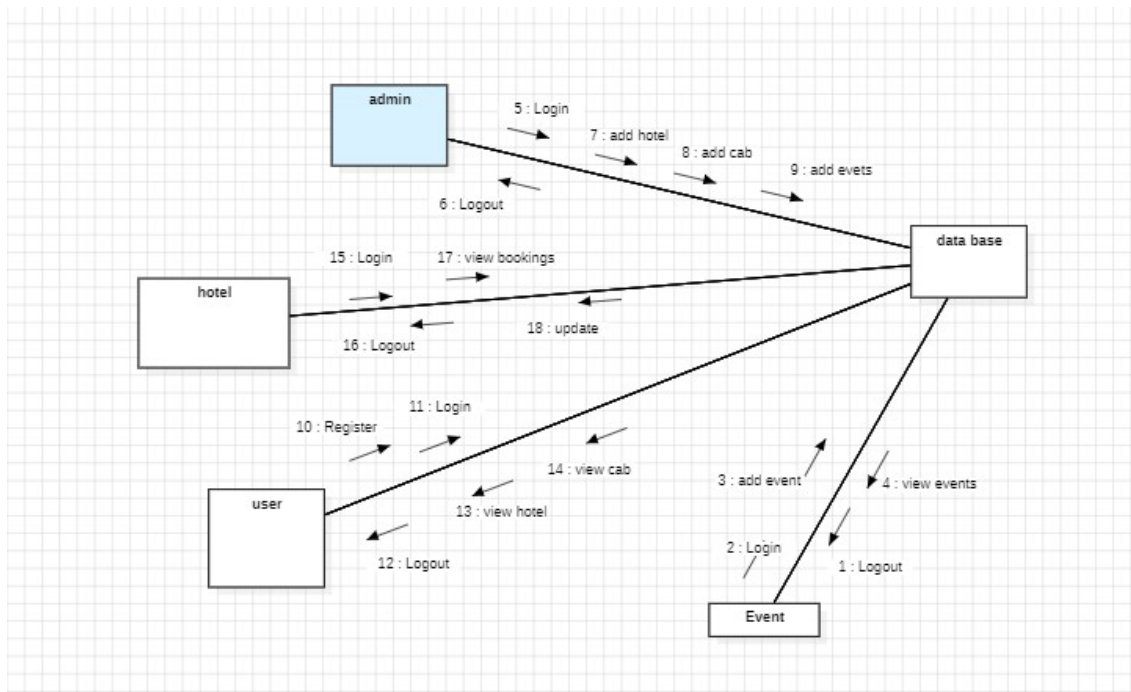 admin
5 : Login
7 : add hotel
8 : add cab
9 : add evets
6 : Logout
data base
15 : Login
17 : view bookings
hotel
18 : update
16 : Logout
11 : Login
10 : Register
14 : view cab
3 : add event
4 : view events
user
13 : view hotel
2 : Login
12 : Logout
1 : Logout
Event